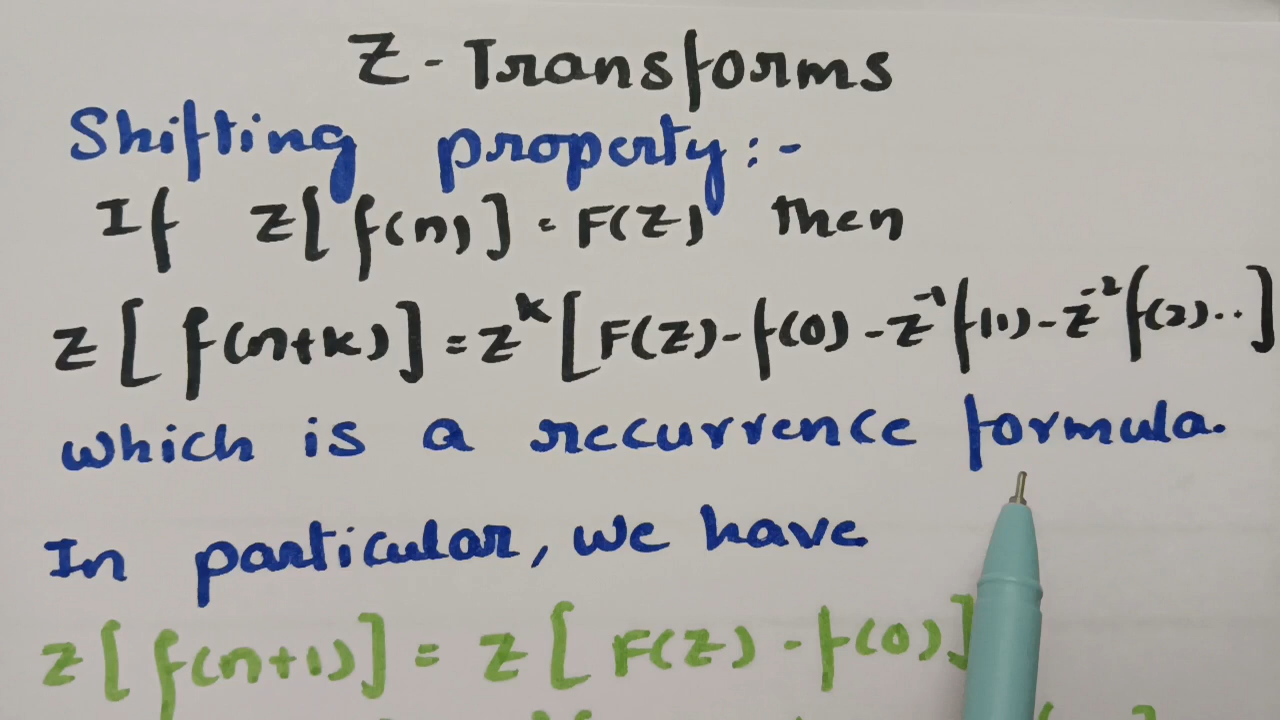 Z-Transforms
Shifting property:-
If Z[f(n)] = F(Z) then
Z[f(n+k)] = z^k [F(Z)-f(0)-z^-1 f(1)-z^-2 f(2)..]
which is a recurrence formula.
In particular, we have
Z[f(n+1)] = Z[F(Z)-f(0)]